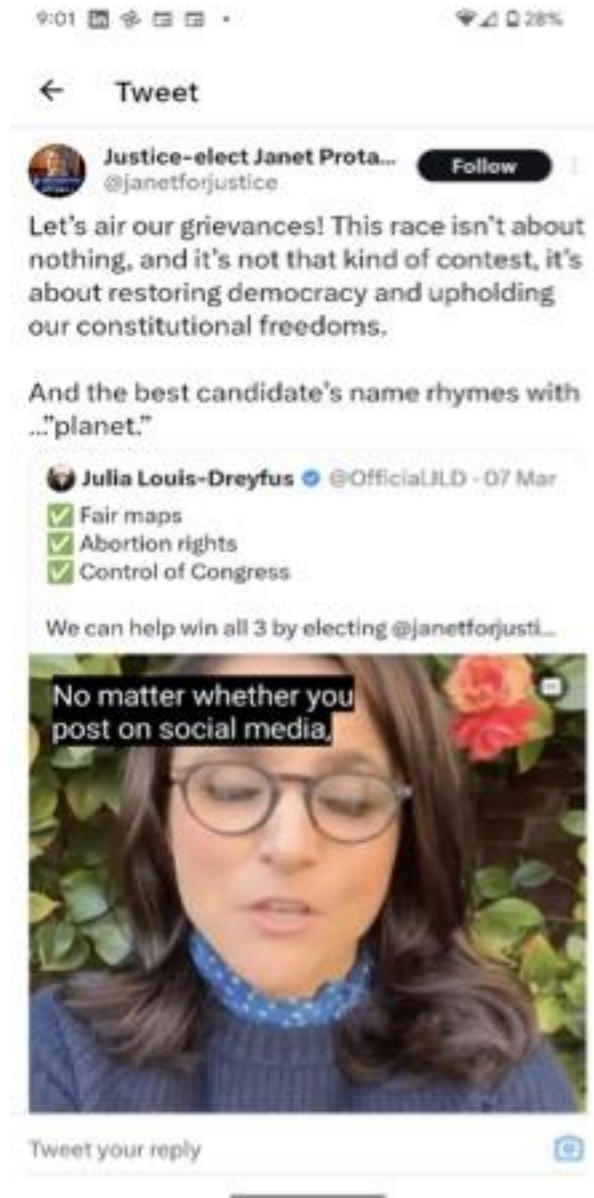 9:01
28%
Tweet
Justice-elect Janet Prota...
@janetforjustice
Follow
Let's air our grievances! This race isn't about
nothing, and it's not that kind of contest, it's
about restoring democracy and upholding
our constitutional freedoms.
And the best candidate's name rhymes with
..."planet."
Julia Louis-Dreyfus @OfficialJLD · 07 Mar
Fair maps
Abortion rights
Control of Congress
We can help win all 3 by electing @janetforjusti...
No matter whether you
post on social media,
Tweet your reply